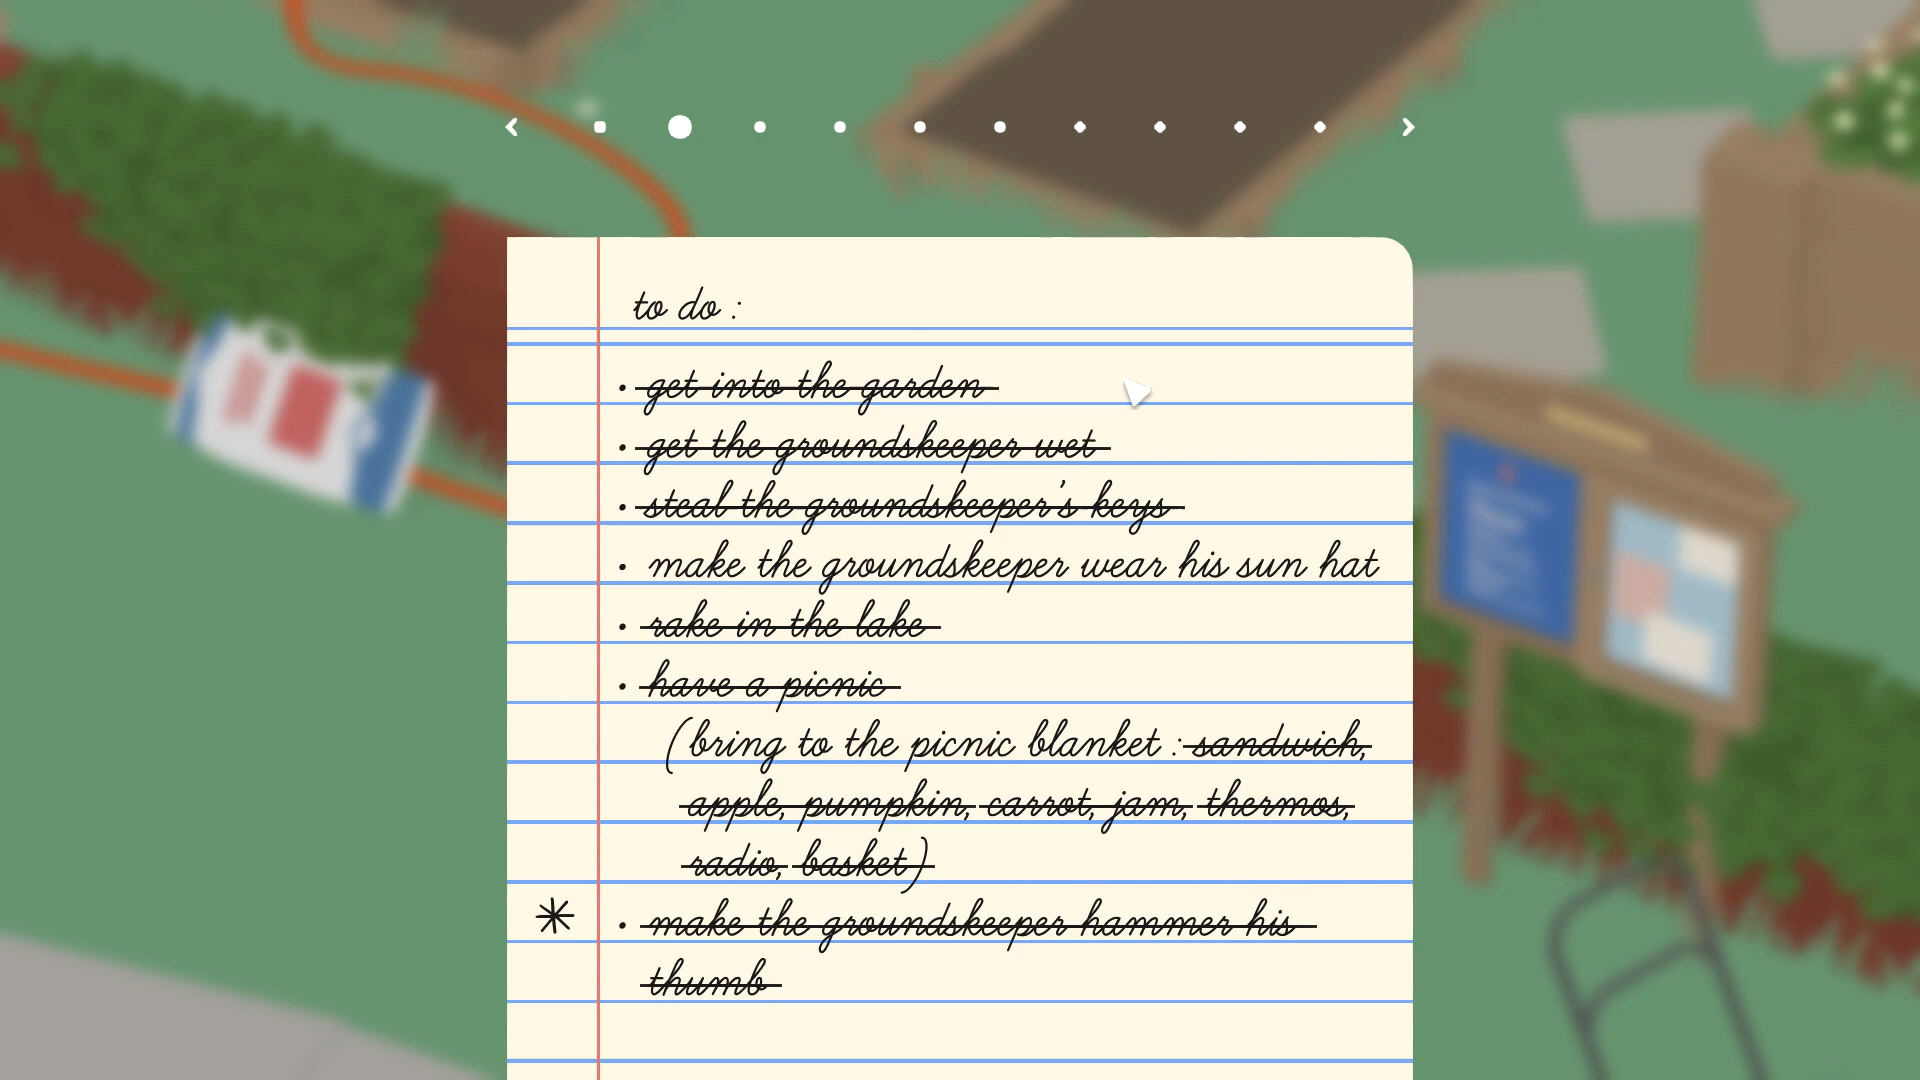 to do :
• get into the garden
• get the groundskeeper wet
• steal the groundskeeper's keys
• make the groundskeeper wear his sun hat
• rake in the lake
• have a picnic
(bring to the picnic blanket : sandwich,
apple, pumpkin, carrot, jam, thermos,
radio, basket)
• make the groundskeeper hammer his
thumb